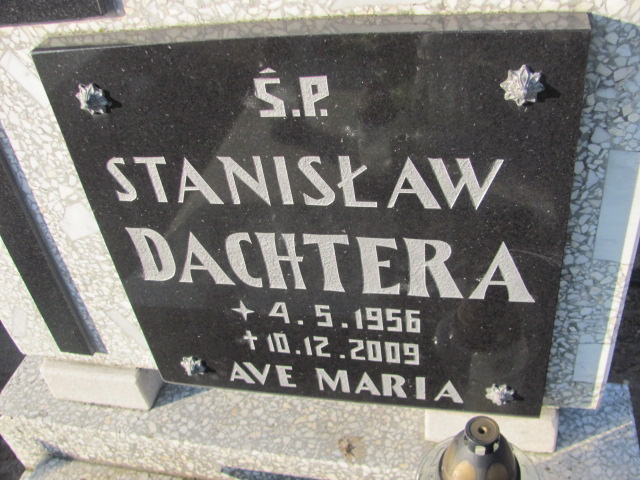 Ś.P.
STANISŁAW
DACHTERA
4.5.1956
10.12.2009
AVE MARIA